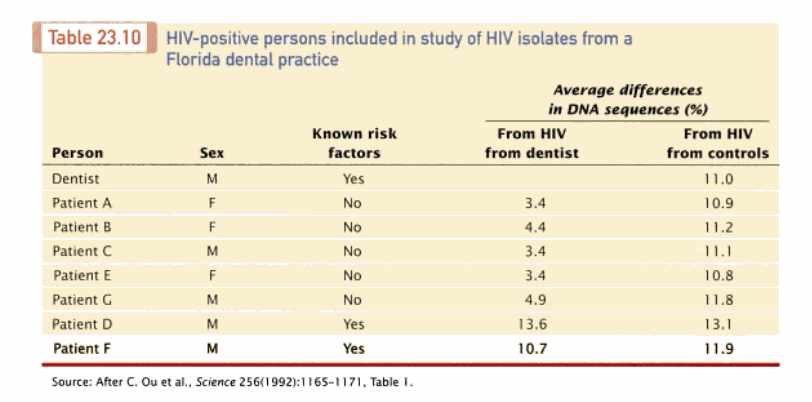 Table 23.10 HIV-positive persons included in study of HIV isolates from a
Florida dental practice
Average differences
in DNA sequences (%)
Known risk From HIV From HIV
Person Sex factors from dentist from controls
Dentist M Yes 11.0
Patient A F No 3.4 10.9
Patient B F No 4.4 11.2
Patient C M No 3.4 11.1
Patient E F No 3.4 10.8
Patient G M No 4.9 11.8
Patient D M Yes 13.6 13.1
Patient F M Yes 10.7 11.9
Source: After C. Ou et al., Science 256(1992):1165–1171, Table 1.